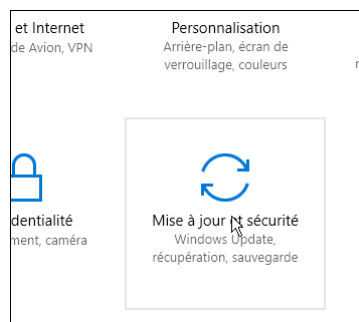 et Internet
de Avion, VPN
Personnalisation
Arrière-plan, écran de
verrouillage, couleurs
dentialité
ment, caméra
Mise à jour et sécurité
Windows Update,
récupération, sauvegarde